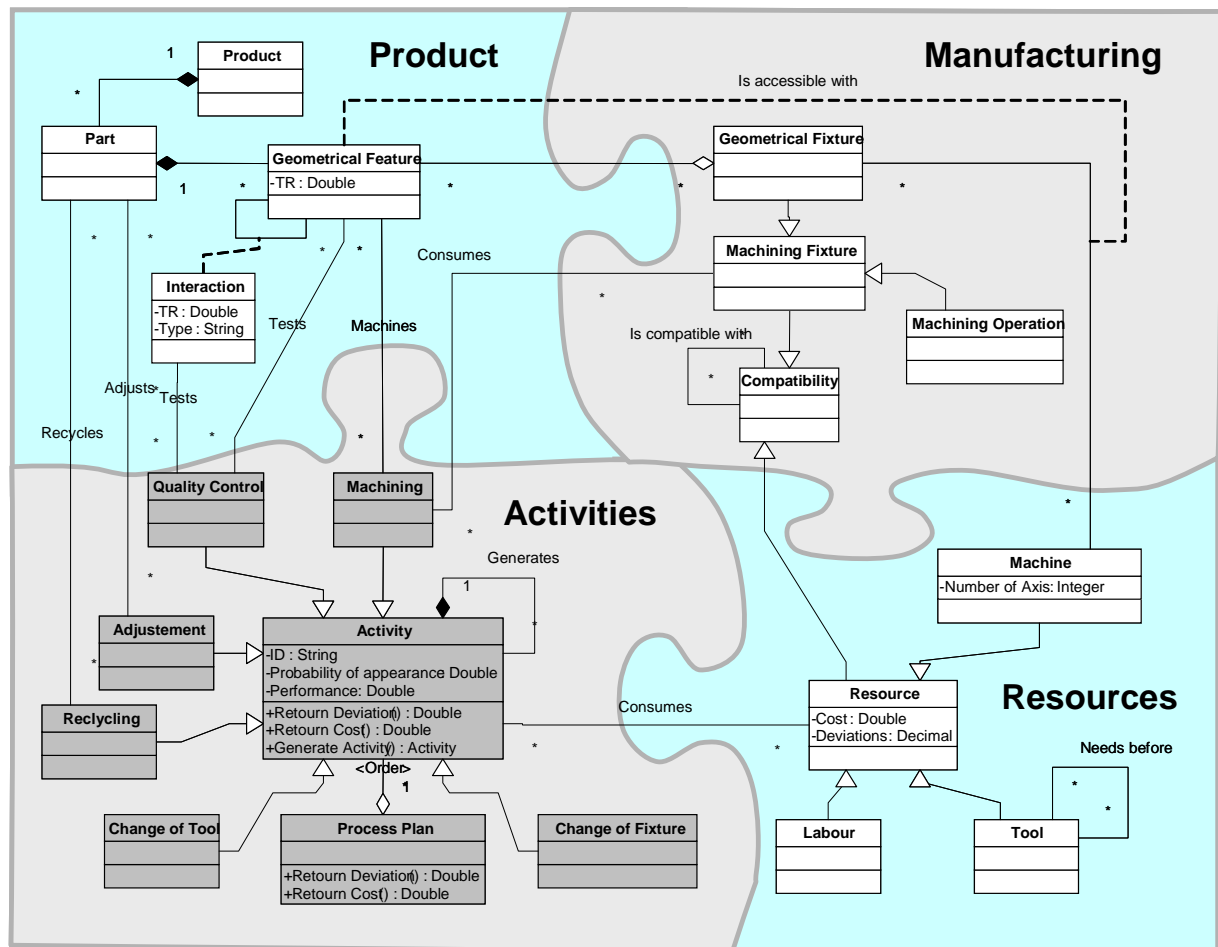 Product
Manufacturing
1
Product
Is accessible with
*
Part
Geometrical Feature
-TR : Double
Geometrical Fixture
1
*
*
*
*
*
*
*
*
*
Consumes
Machining Fixture
Interaction
-TR : Double
-Type : String
*
Tests
Machines
Machining Operation
Is compatible with
*
*
Compatibility
Adjusts
*
Tests
Recycles
*
*
*
Quality Control
Machining
Activities
*
*
Generates
Machine
-Number of Axis: Integer
*
1
*
Adjustement
Activity
-ID : String
-Probability of appearance Double
-Performance: Double
+Retourn Deviation() : Double
+Retourn Cost() : Double
+Generate Activity() : Activity
*
Reclycling
Consumes
*
*
Resource
-Cost : Double
-Deviations: Decimal
Resources
Needs before
*
*
<Order>
1
Change of Tool
Process Plan
+Retourn Deviation() : Double
+Retourn Cost() : Double
Change of Fixture
Labour
Tool